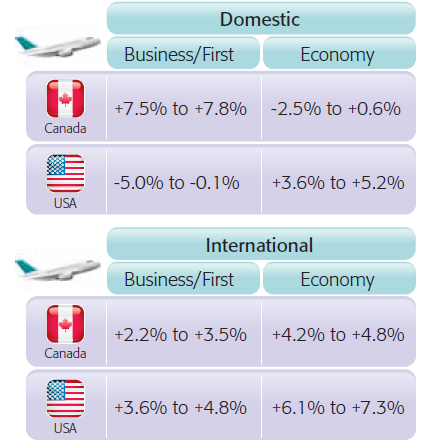 Domestic
Business/First Economy
Canada +7.5% to +7.8% -2.5% to +0.6%
USA -5.0% to -0.1% +3.6% to +5.2%
International
Business/First Economy
Canada +2.2% to +3.5% +4.2% to +4.8%
USA +3.6% to +4.8% +6.1% to +7.3%